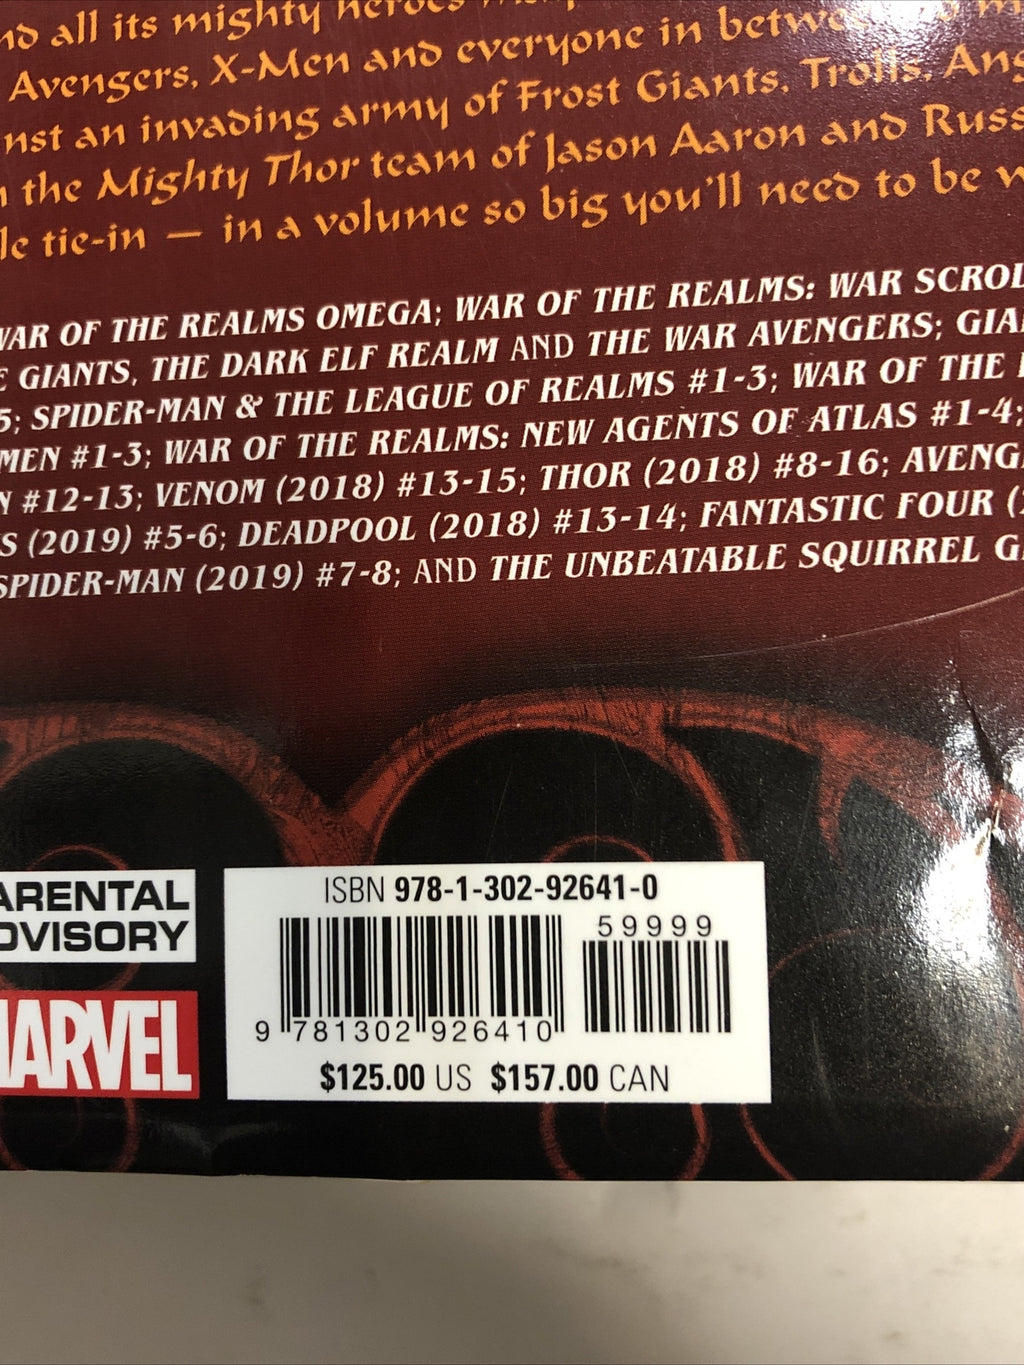 nd all its mighty heroes
Avengers, X-Men and everyone in
nst an invading army of Frost Giants, Trolls, Ang
the Mighty Thor team of Jason Aaron and Russ
le tie-in — in a volume so big you'll need to be w
WAR OF THE REALMS OMEGA; WAR OF THE REALMS: WAR SCROL
E GIANTS, THE DARK ELF REALM AND THE WAR AVENGERS; GIA
5; SPIDER-MAN & THE LEAGUE OF REALMS #1-3; WAR OF THE
MEN #1-3; WAR OF THE REALMS: NEW AGENTS OF ATLAS #1-4;
N #12-13; VENOM (2018) #13-15; THOR (2018) #8-16; AVENG
S (2019) #5-6; DEADPOOL (2018) #13-14; FANTASTIC FOUR (
SPIDER-MAN (2019) #7-8; AND THE UNBEATABLE SQUIRREL G
ARENTAL
DVISORY
MARVEL
ISBN 978-1-302-92641-0
59999
9 781302 926410
$125.00 US $157.00 CAN